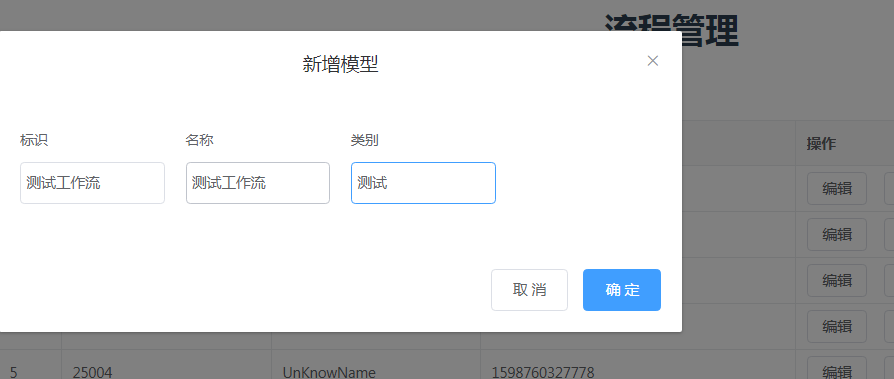 流程管理
新增模型
标识 名称 类别
测试工作流 测试工作流 测试
取 消 确 定
操作
编辑
编辑
编辑
编辑
5 25004 UnKnowName 1598760327778 编辑